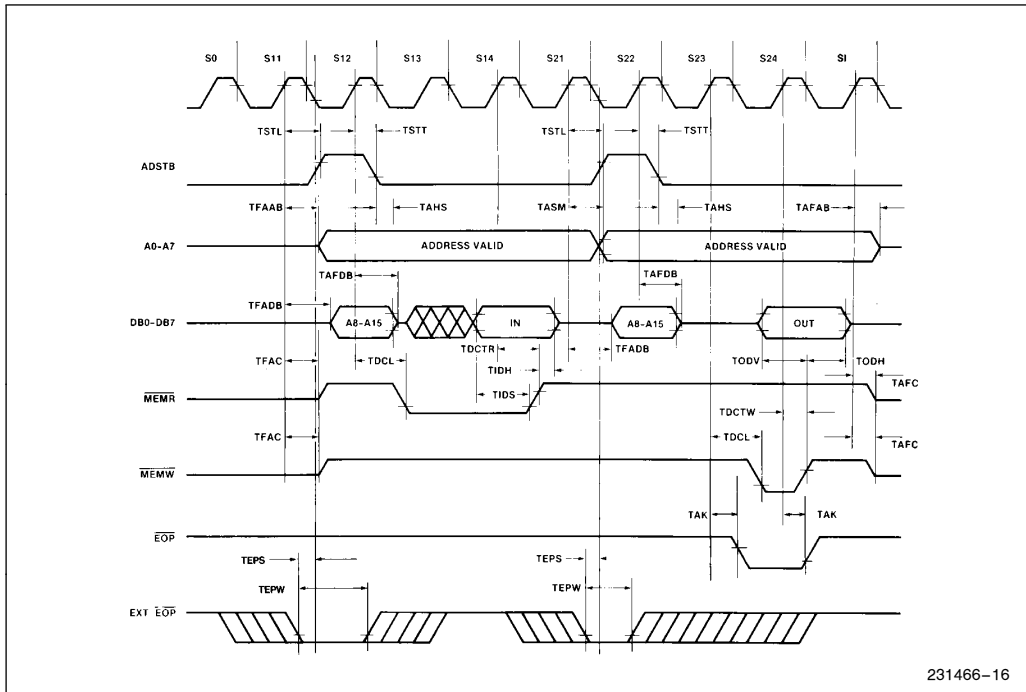 S0 S11 S12 S13 S14 S21 S22 S23 S24 SI
TSTL TSTT TSTL TSTT
ADSTB
TFAAB TAHS TASM TAHS TAFAB
A0-A7 ADDRESS VALID ADDRESS VALID
TAFDB TAFDB
TFADB
DB0-DB7 A8-A15 IN A8-A15 OUT
TDCTR TFADB TODV TODH
TFAC TDCL TIDH TAFC
MEMR TIDS TDCTW
TFAC TDCL TAFC
MEMW
TAK TAK
EOP
TEPS TEPS
TEPW TEPW
EXT EOP
231466-16